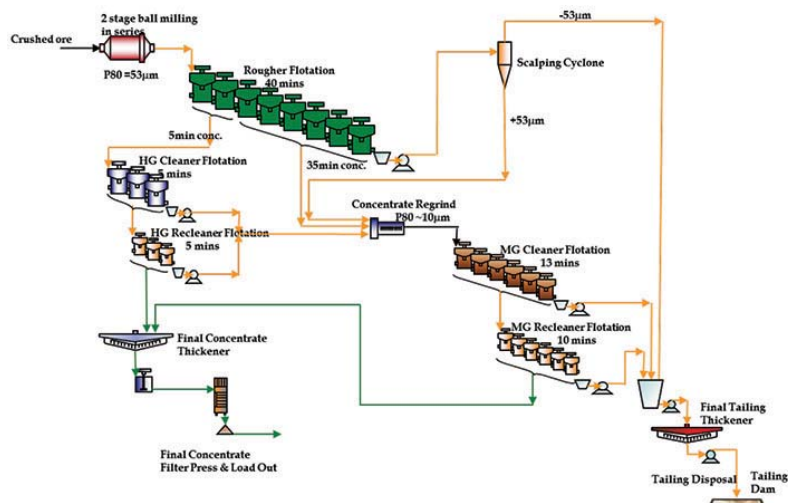 2 stage ball milling
in series
Crushed ore
P80 =53µm
-53µm
Scalping Cyclone
+53µm
Rougher Flotation
40 mins
5min conc.
35min conc.
HG Cleaner Flotation
5 mins
HG Recleaner Flotation
5 mins
Concentrate Regrind
P80 ~10µm
MG Cleaner Flotation
13 mins
MG Recleaner Flotation
10 mins
Final Concentrate
Thickener
Final Concentrate
Filter Press & Load Out
Final Tailing
Thickener
Tailing Disposal
Tailing
Dam